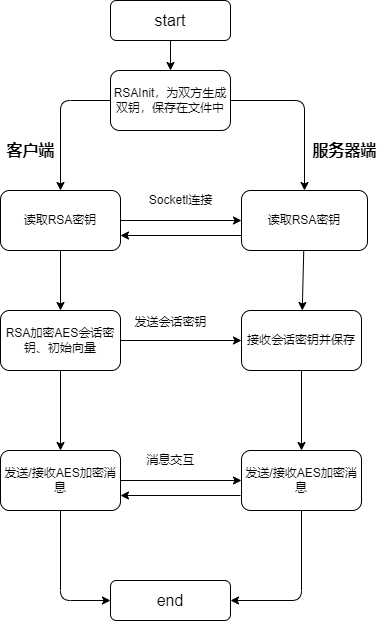 start
RSAInit，为双方生成
双钥，保存在文件中
客户端
服务器端
Socketl连接
读取RSA密钥
读取RSA密钥
发送会话密钥
RSA加密AES会话密
钥、初始向量
接收会话密钥并保存
消息交互
发送/接收AES加密消
息
发送/接收AES加密消
息
end